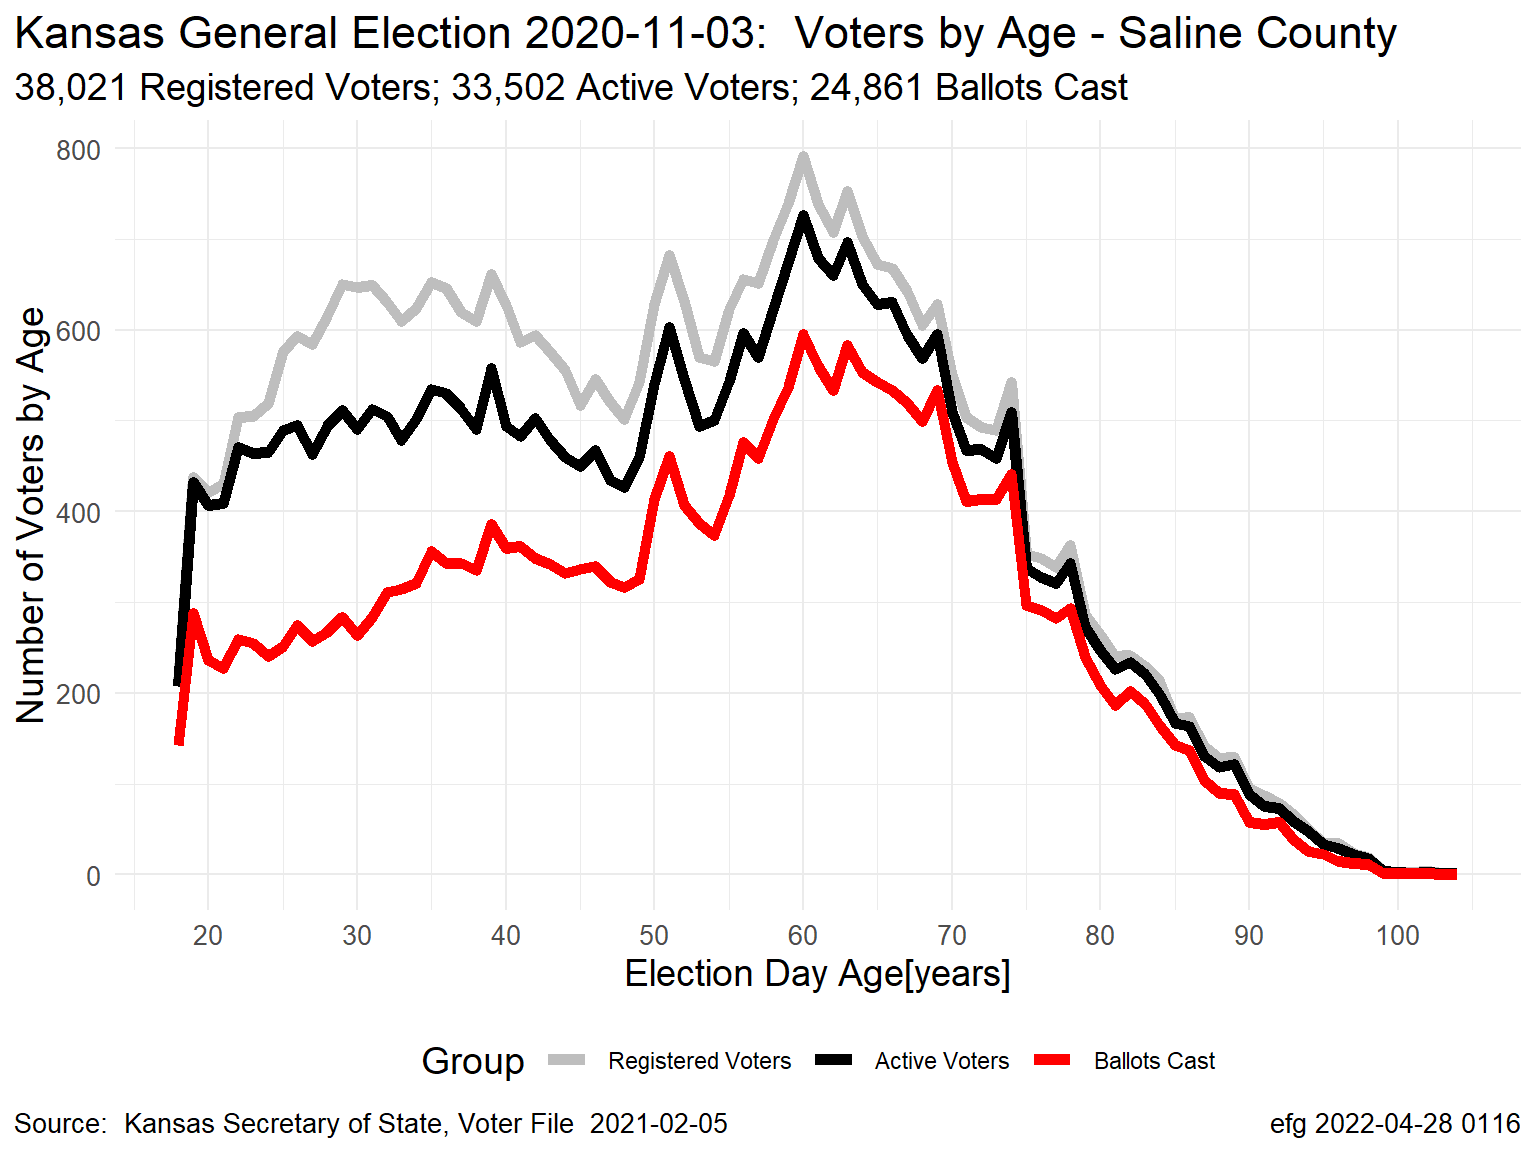 Kansas General Election 2020-11-03:  Voters by Age - Saline County
38,021 Registered Voters; 33,502 Active Voters; 24,861 Ballots Cast
Number of Voters by Age
800
600
400
200
0
20 30 40 50 60 70 80 90 100
Election Day Age[years]
Group Registered Voters Active Voters Ballots Cast
Source:  Kansas Secretary of State, Voter File  2021-02-05
efg 2022-04-28 0116